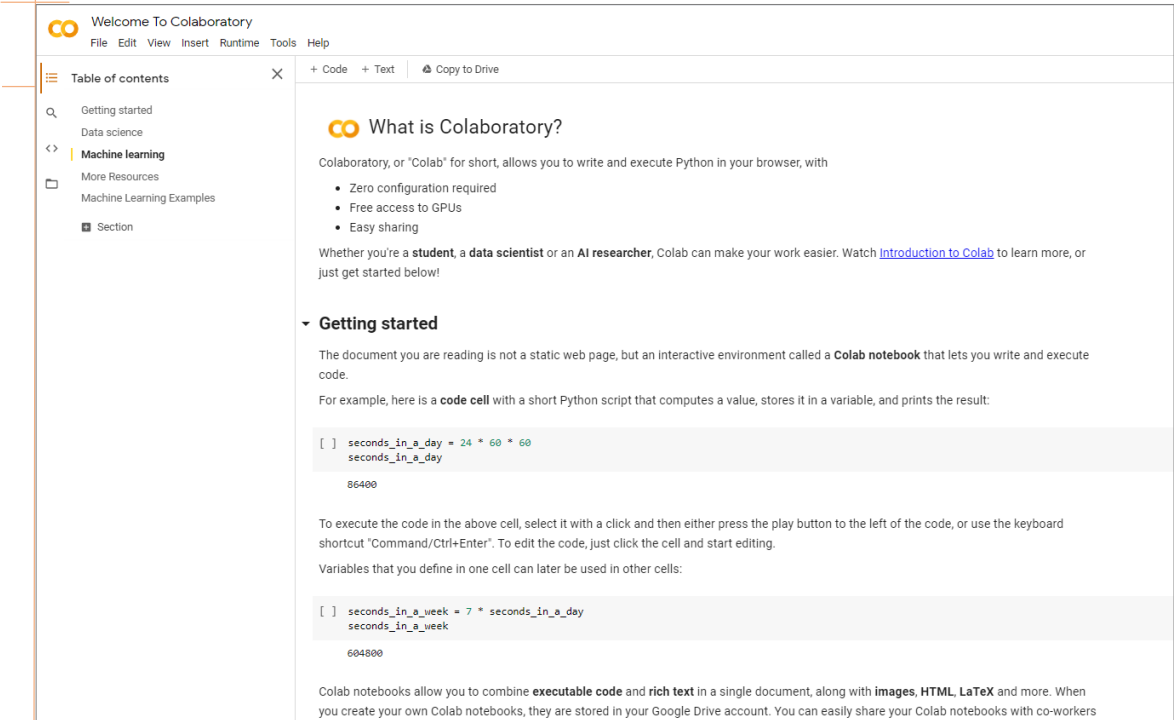 Welcome To Colaboratory
File Edit View Insert Runtime Tools Help
Table of contents
Getting started
Data science
Machine learning
More Resources
Machine Learning Examples
Section
+ Code + Text Copy to Drive
What is Colaboratory?
Colaboratory, or "Colab" for short, allows you to write and execute Python in your browser, with
• Zero configuration required
• Free access to GPUs
• Easy sharing
Whether you're a student, a data scientist or an AI researcher, Colab can make your work easier. Watch Introduction to Colab to learn more, or
just get started below!
Getting started
The document you are reading is not a static web page, but an interactive environment called a Colab notebook that lets you write and execute
code.
For example, here is a code cell with a short Python script that computes a value, stores it in a variable, and prints the result:
[ ] seconds_in_a_day = 24 * 60 * 60
seconds_in_a_day
86400
To execute the code in the above cell, select it with a click and then either press the play button to the left of the code, or use the keyboard
shortcut "Command/Ctrl+Enter". To edit the code, just click the cell and start editing.
Variables that you define in one cell can later be used in other cells:
[ ] seconds_in_a_week = 7 * seconds_in_a_day
seconds_in_a_week
604800
Colab notebooks allow you to combine executable code and rich text in a single document, along with images, HTML, LaTeX and more. When
you create your own Colab notebooks, they are stored in your Google Drive account. You can easily share your Colab notebooks with co-workers